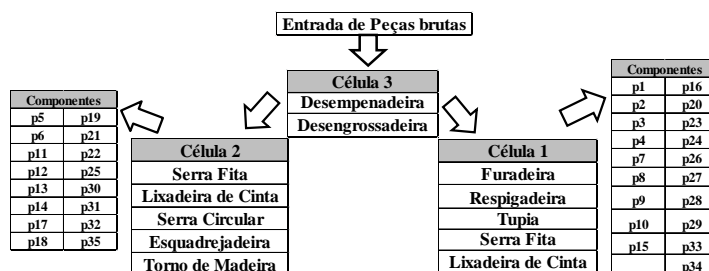 Entrada de Peças brutas
Célula 3
Desempenadeira
Desengrossadeira
Componentes
p5 p19
p6 p21
p11 p22
p12 p25
p13 p30
p14 p31
p17 p32
p18 p35
Célula 2
Serra Fita
Lixadeira de Cinta
Serra Circular
Esquadrejadeira
Torno de Madeira
Célula 1
Furadeira
Respigadeira
Tupia
Serra Fita
Lixadeira de Cinta
Componentes
p1 p16
p2 p20
p3 p23
p4 p24
p7 p26
p8 p27
p9 p28
p10 p29
p15 p33
p34